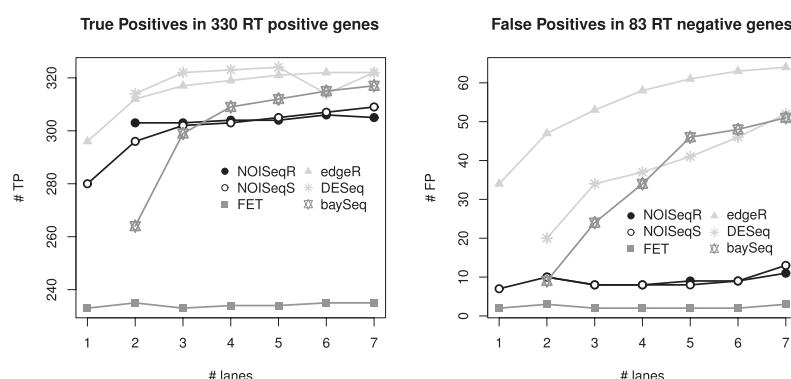 True Positives in 330 RT positive genes
# TP
320
300
280
260
240
NOISeqR
NOISeqS
FET
edgeR
DESeq
baySeq
1 2 3 4 5 6 7
# lanes
False Positives in 83 RT negative genes
# FP
60
50
40
30
20
10
0
NOISeqR
NOISeqS
FET
edgeR
DESeq
baySeq
1 2 3 4 5 6 7
# lanes